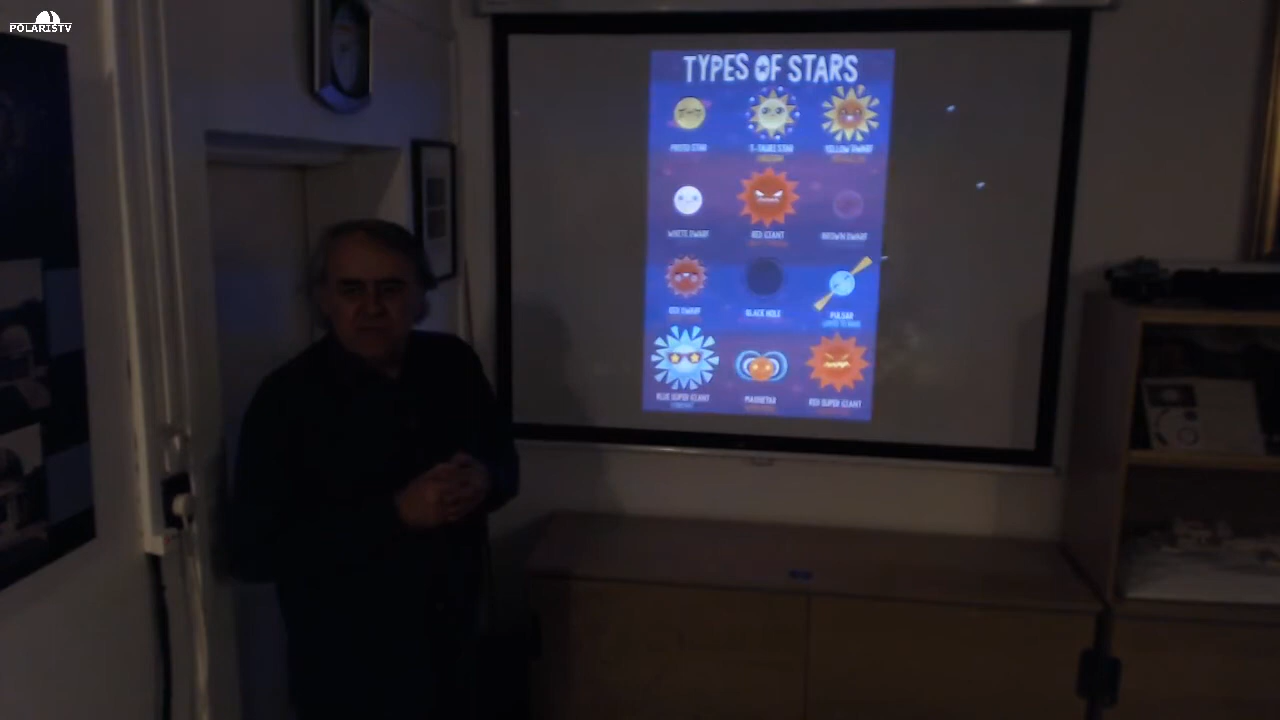 POLARISTV
TYPES OF STARS
PROTO STAR
T-TAURI STAR
YELLOW DWARF
WHITE DWARF
RED GIANT
BROWN DWARF
RED DWARF
BLACK HOLE
PULSAR
BLUE SUPER GIANT
MAGNETAR
RED SUPER GIANT